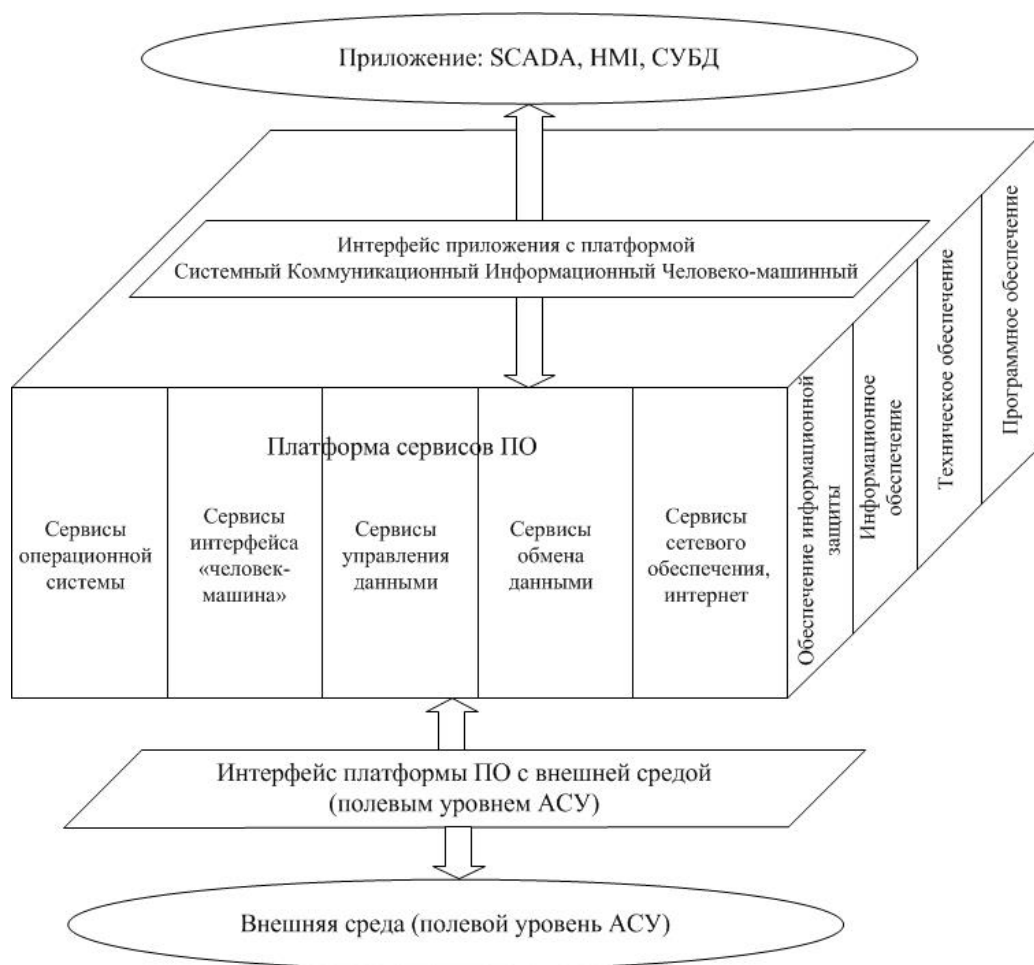 Приложение: SCADA, HMI, СУБД
Интерфейс приложения с платформой
Системный Коммуникационный Информационный Человеко-машинный
Платформа сервисов ПО
Сервисы
операционной
системы
Сервисы
интерфейса
«человек-
машина»
Сервисы
управления
данными
Сервисы
обмена
данными
Сервисы
сетевого
обеспечения,
интернет
Обеспечение информационной
защиты
Информационное
обеспечение
Техническое обеспечение
Программное обеспечение
Интерфейс платформы ПО с внешней средой
(полевым уровнем АСУ)
Внешняя среда (полевой уровень АСУ)